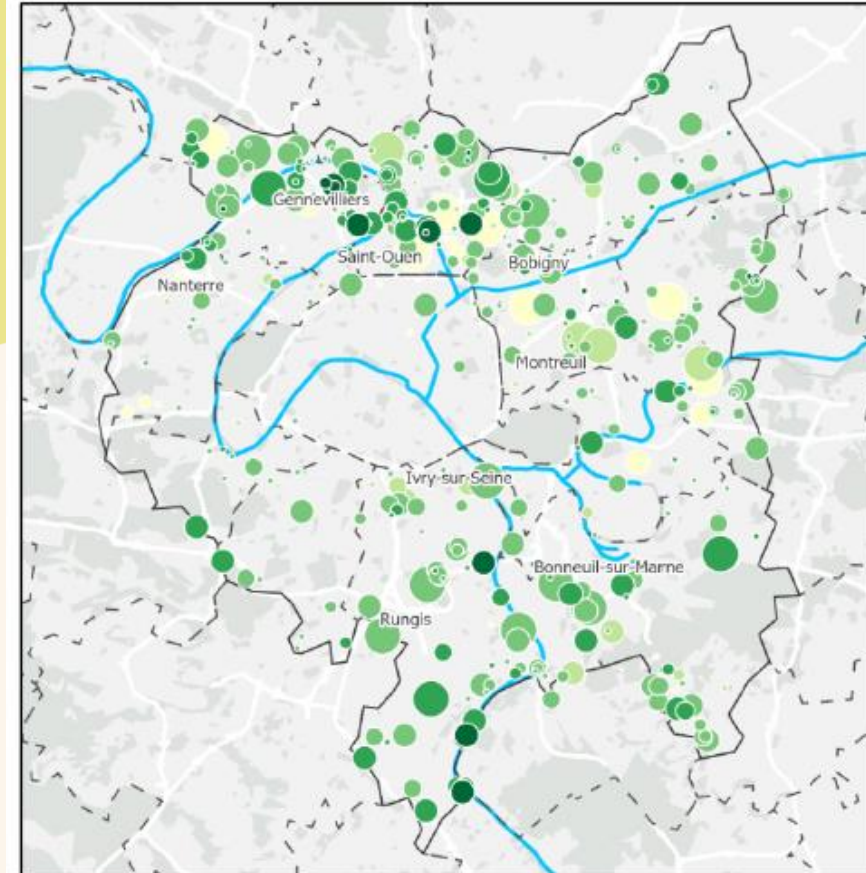 Gennevilliers
Saint-Ouen
Bobigny
Nanterre
Montreuil
Ivry-sur-Seine
Bonneuil-sur-Marne
Rungis